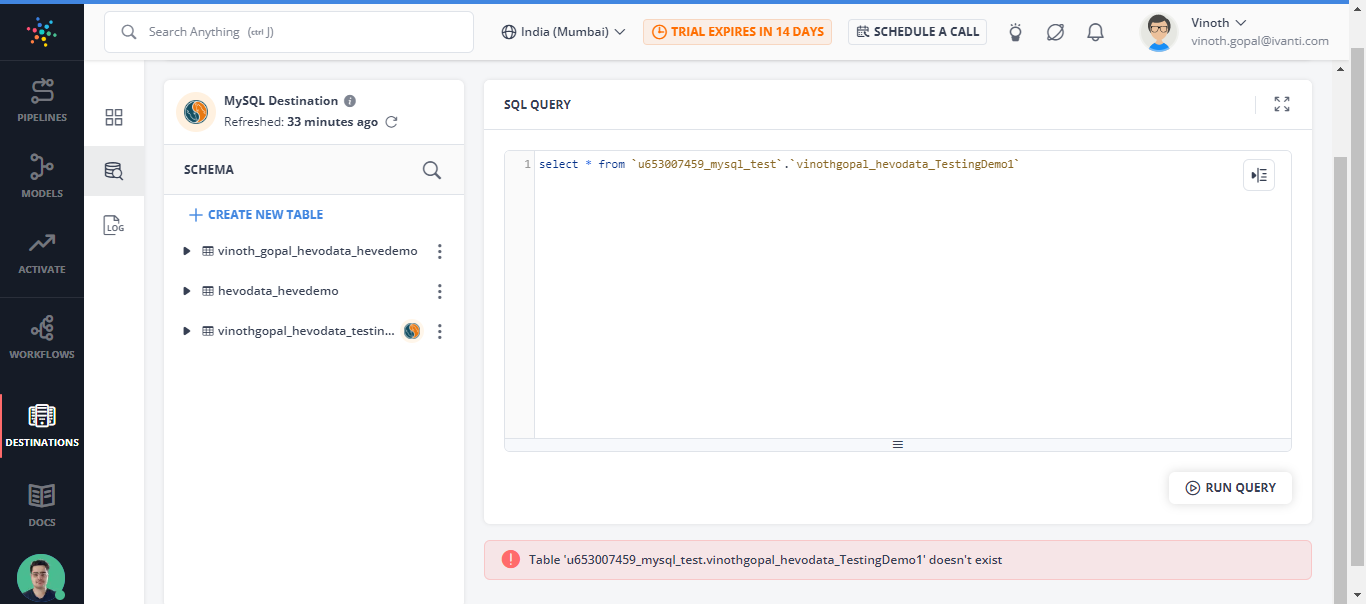 Search Anything (ctrl J)
India (Mumbai)
TRIAL EXPIRES IN 14 DAYS
SCHEDULE A CALL
Vinoth
vinoth.gopal@ivanti.com
PIPELINES
MODELS
ACTIVATE
WORKFLOWS
DESTINATIONS
DOCS
LOG
MySQL Destination
Refreshed: 33 minutes ago
SCHEMA
CREATE NEW TABLE
vinoth_gopal_hevodata_hevedemo
hevodata_hevedemo
vinothgopal_hevodata_testin...
SQL QUERY
1 select * from `u653007459_mysql_test`.`vinothgopal_hevodata_TestingDemo1`
RUN QUERY
Table 'u653007459_mysql_test.vinothgopal_hevodata_TestingDemo1' doesn't exist